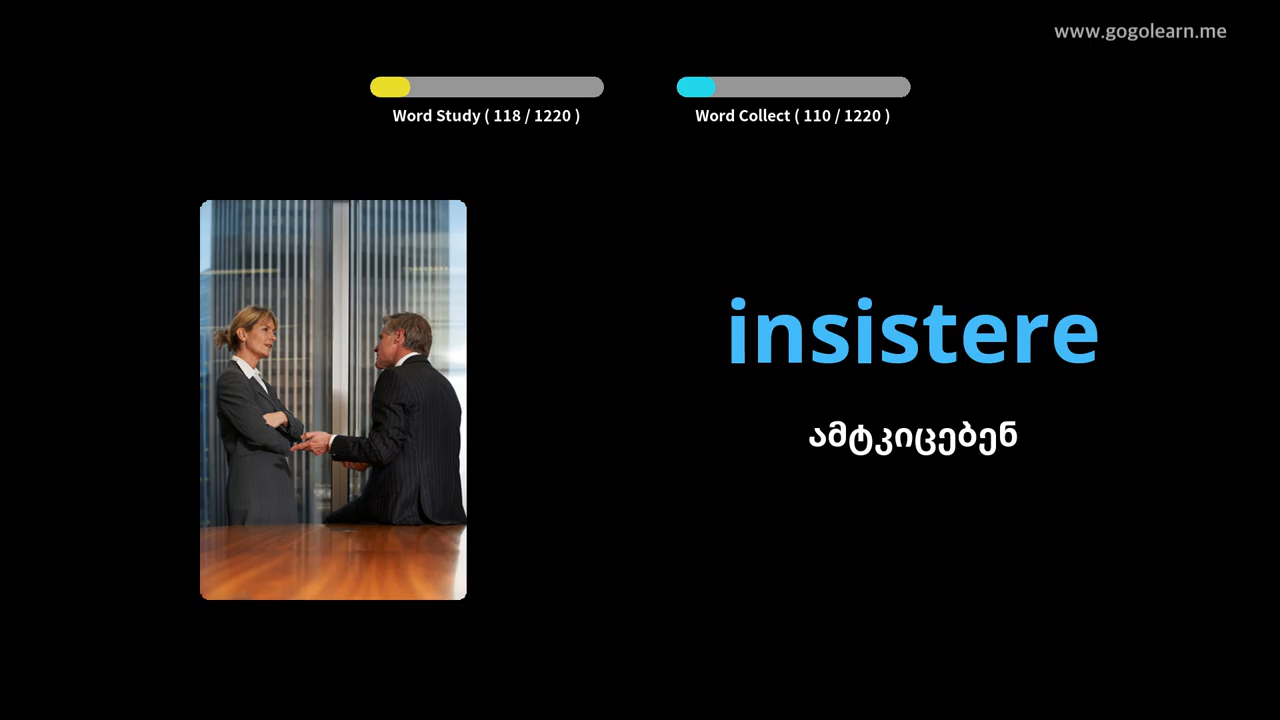 www.gogolearn.me
Word Study ( 118 / 1220 )
Word Collect ( 110 / 1220 )
insistere
ამტკიცებენ